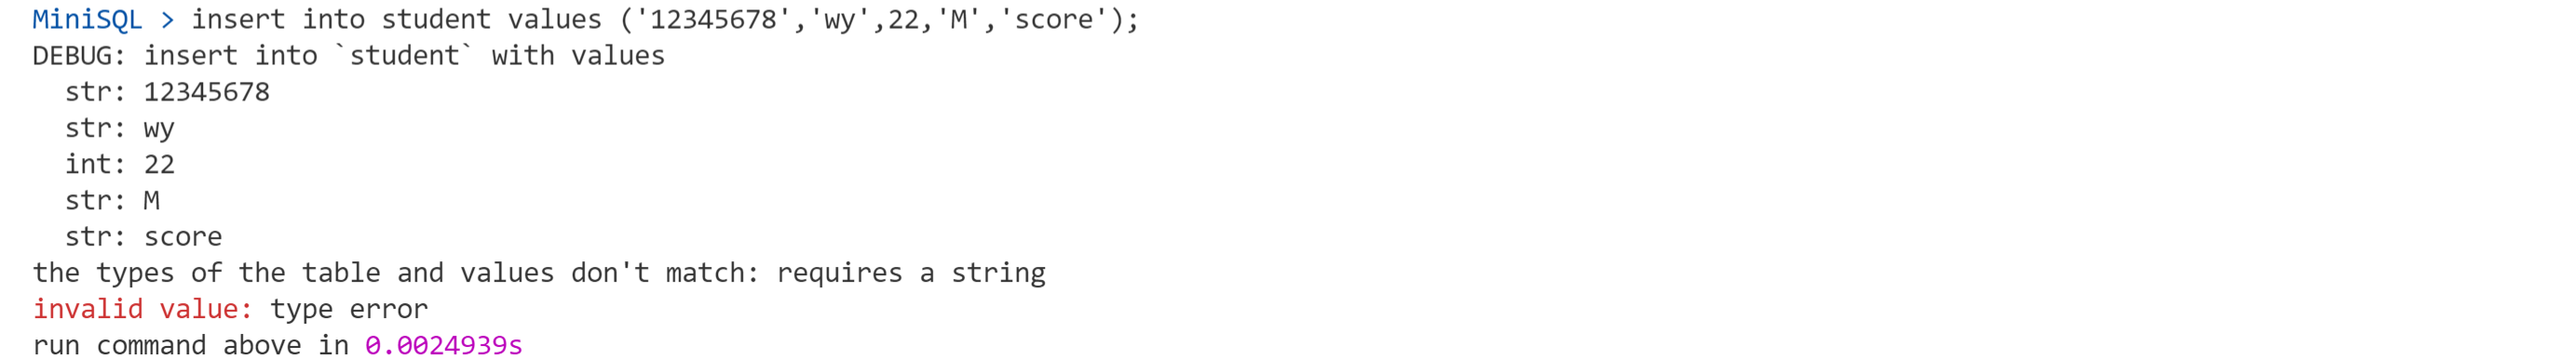 MiniSQL > insert into student values ('12345678','wy',22,'M','score');
DEBUG: insert into `student` with values
  str: 12345678
  str: wy
  int: 22
  str: M
  str: score
the types of the table and values don't match: requires a string
invalid value: type error
run command above in 0.0024939s